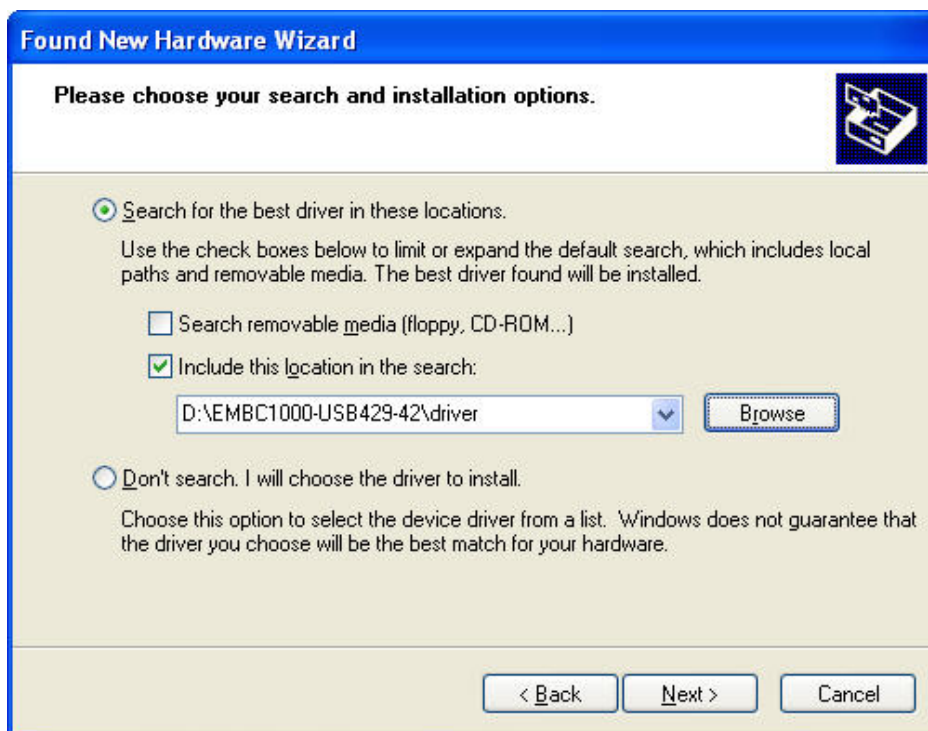 Found New Hardware Wizard
Please choose your search and installation options.
Search for the best driver in these locations.
Use the check boxes below to limit or expand the default search, which includes local
paths and removable media. The best driver found will be installed.
Search removable media (floppy, CD-ROM...)
Include this location in the search:
D:\EMBC1000-USB429-42\driver
Browse
Don't search. I will choose the driver to install.
Choose this option to select the device driver from a list. Windows does not guarantee that
the driver you choose will be the best match for your hardware.
< Back Next > Cancel